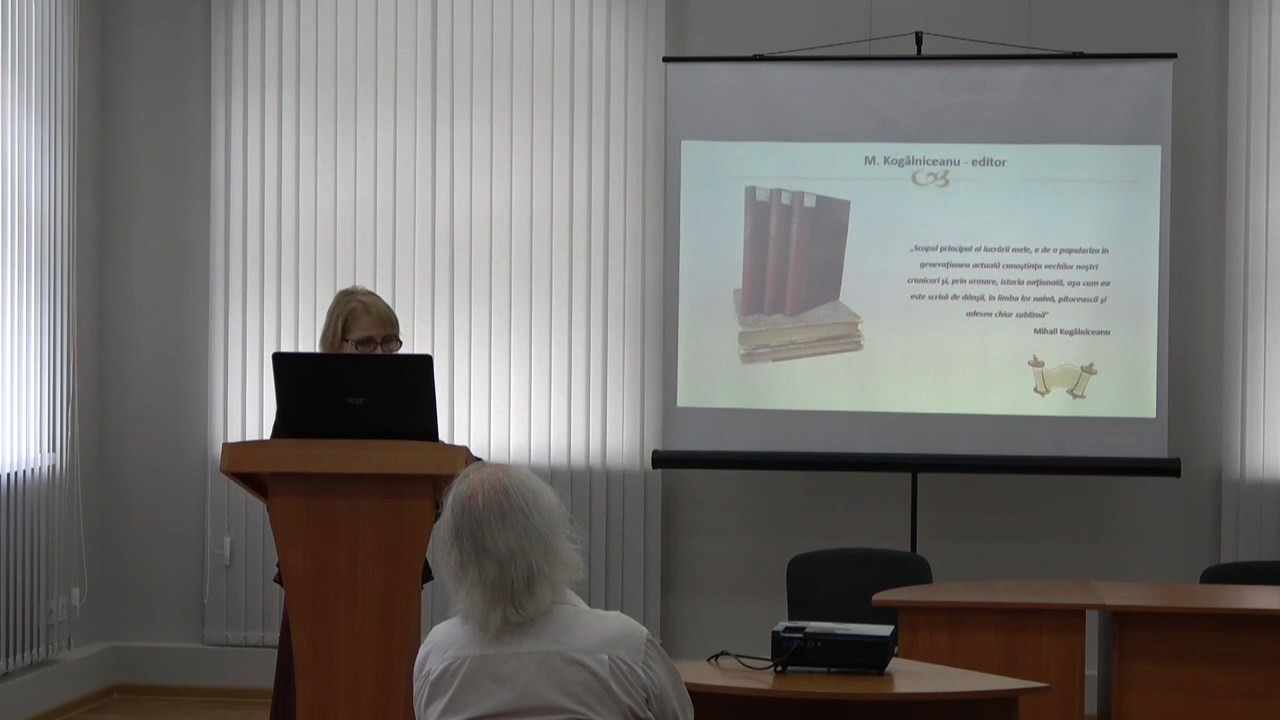 M. Kogălniceanu - editor
„Scopul principal al lucrării mele, e de a populariza în
generațiunea actuală cunoștința vechilor noștri
cronicari și, prin urmare, istoria națională, așa cum ea
este scrisă de dânșii, în limba lor naivă, pitorească și
adesea chiar sublimă"
Mihail Kogălniceanu
acer